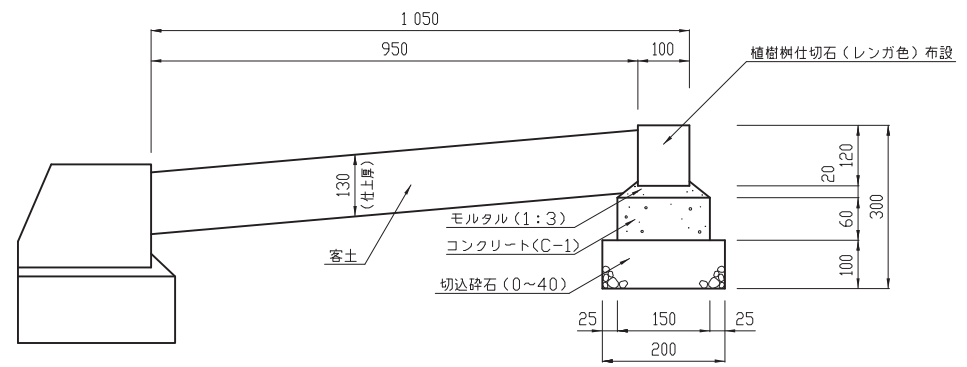 1 050
950
100
植樹桝仕切石（レンガ色）布設
130
（仕上厚）
120
20
60
100
300
モルタル（1：3）
コンクリート（C-1）
客土
切込砕石（0～40）
25
150
25
200